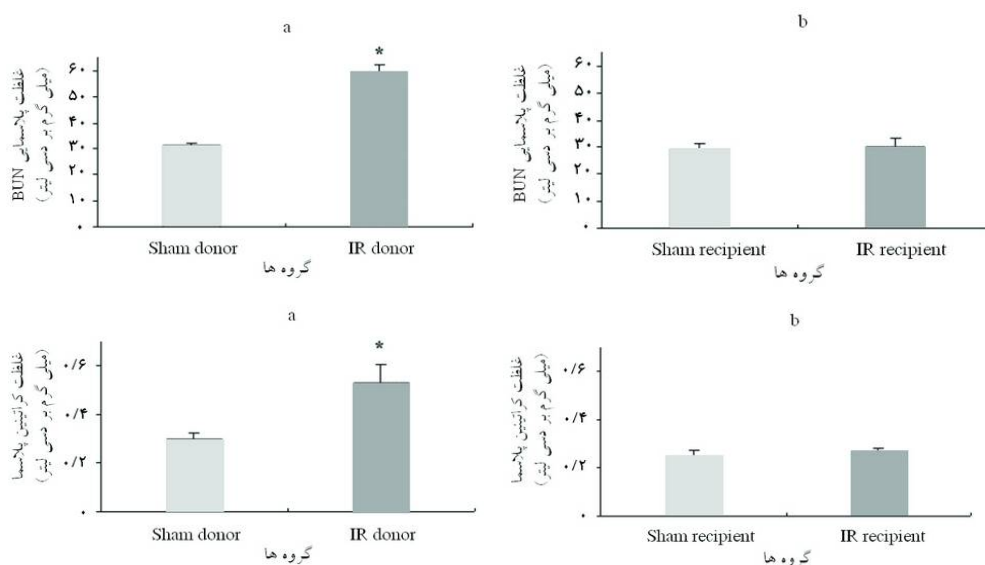 a
غلظت پلاسمایی BUN
(میلی گرم بر دسی لیتر)
۶۰
۵۰
۴۰
۳۰
۲۰
۱۰
۰
*
Sham donor
IR donor
گروه ها
b
غلظت پلاسمایی BUN
(میلی گرم بر دسی لیتر)
۶۰
۵۰
۴۰
۳۰
۲۰
۱۰
۰
Sham recipient
IR recipient
گروه ها
a
غلظت کراتینین پلاسما
(میلی گرم بر دسی لیتر)
۰/۶
۰/۴
۰/۲
۰
*
Sham donor
IR donor
گروه ها
b
غلظت کراتینین پلاسما
(میلی گرم بر دسی لیتر)
۰/۶
۰/۴
۰/۲
۰
Sham recipient
IR recipient
گروه ها